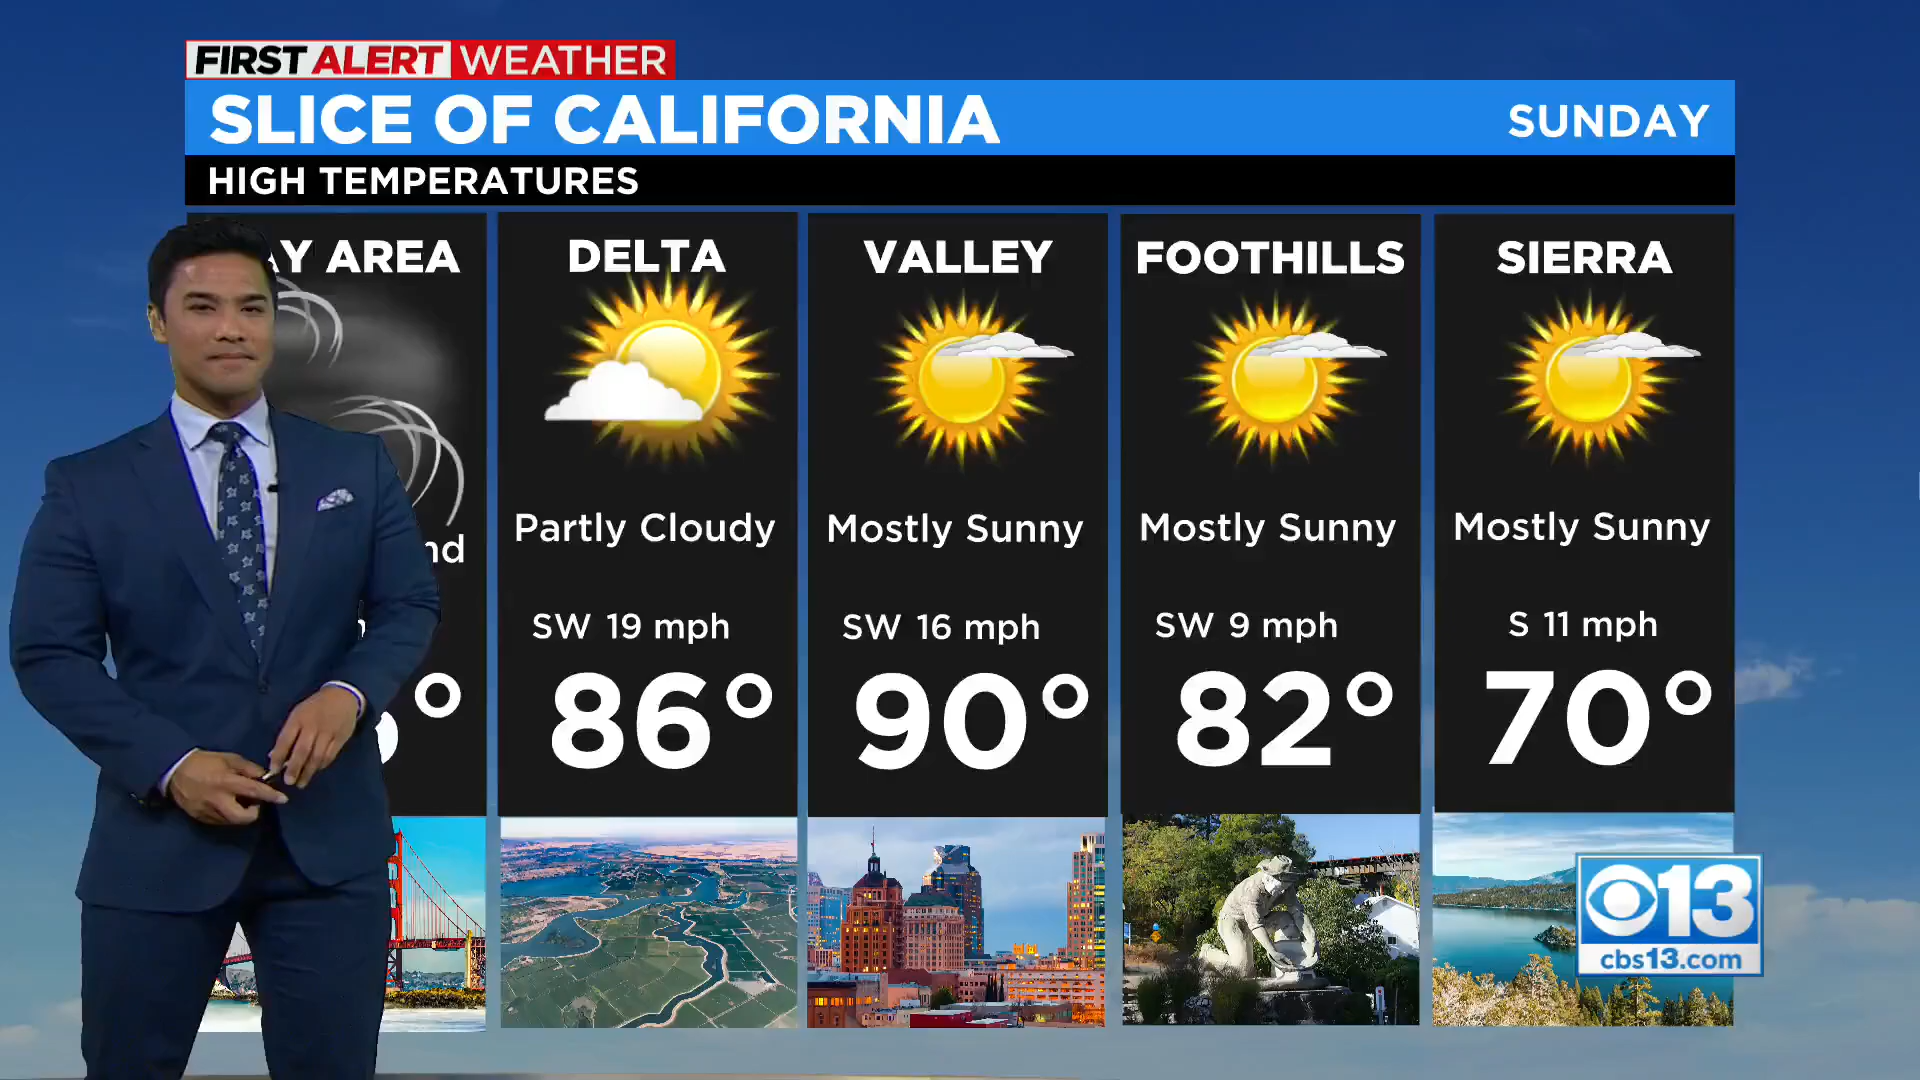 FIRST ALERT WEATHER
SLICE OF CALIFORNIA
SUNDAY
HIGH TEMPERATURES
AREA
DELTA
Partly Cloudy
SW 19 mph
86°
VALLEY
Mostly Sunny
SW 16 mph
90°
FOOTHILLS
Mostly Sunny
SW 9 mph
82°
SIERRA
Mostly Sunny
S 11 mph
70°
13
cbs13.com